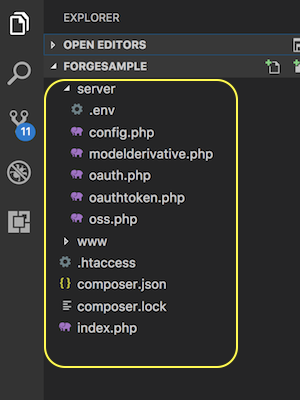 EXPLORER
OPEN EDITORS
FORGESAMPLE
server
.env
config.php
modelderivative.php
oauth.php
oauthtoken.php
oss.php
www
.htaccess
{ } composer.json
composer.lock
index.php
11